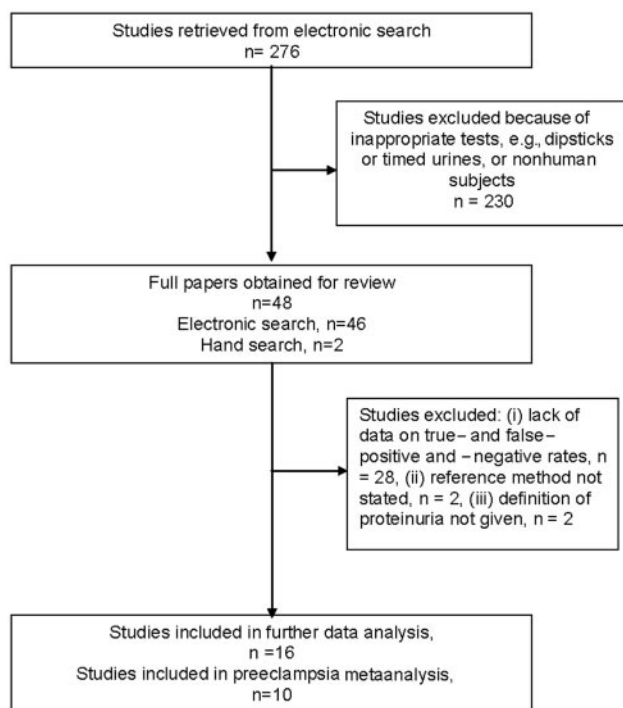 Studies retrieved from electronic search
n= 276
Studies excluded because of
inappropriate tests, e.g., dipsticks
or timed urines, or nonhuman
subjects
n = 230
Full papers obtained for review
n=48
Electronic search, n=46
Hand search, n=2
Studies excluded: (i) lack of
data on true– and false–
positive and –negative rates, n
= 28, (ii) reference method not
stated, n = 2, (iii) definition of
proteinuria not given, n = 2
Studies included in further data analysis,
n =16
Studies included in preeclampsia metaanalysis,
n=10